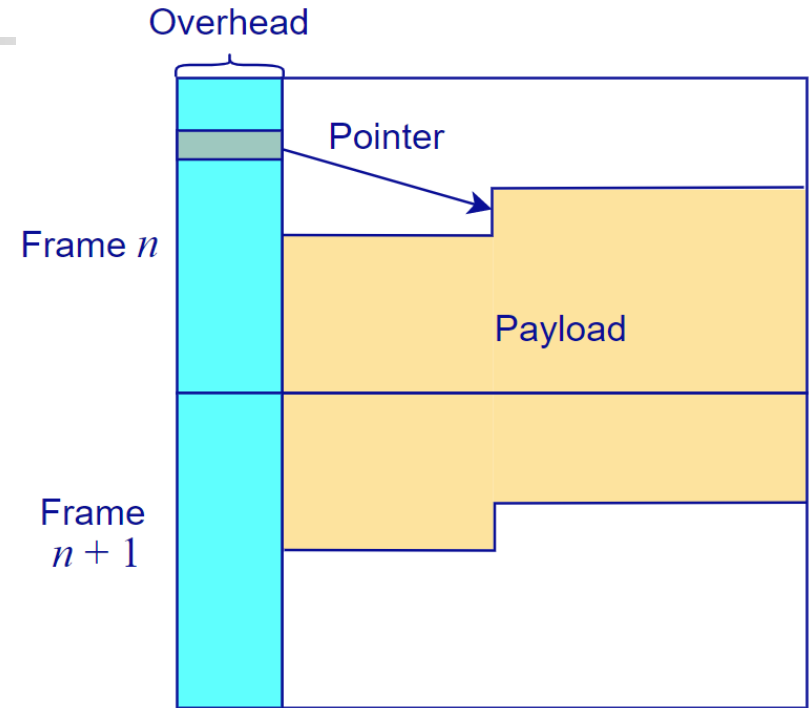 Overhead
Pointer
Frame n
Payload
Frame
n + 1